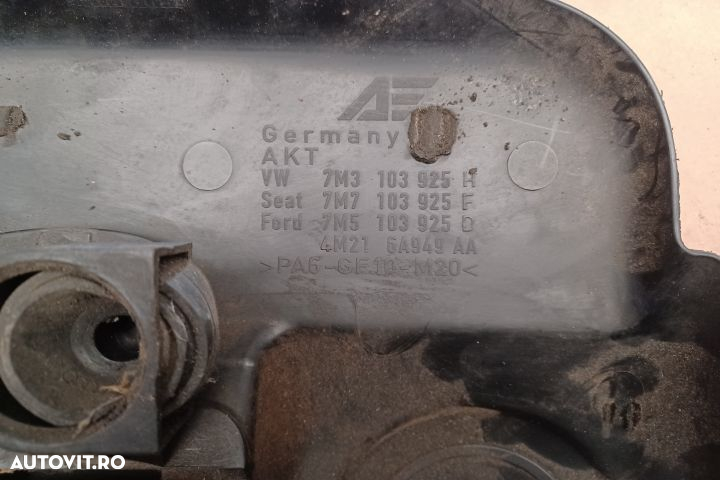 AE
Germany
AKT
VW 7M3 103 925 H
Seat 7M7 103 925 F
Ford 7M5 103 925 D
4M21 6A949 AA
>PA6-GF10-M20<
AUTOVIT.RO